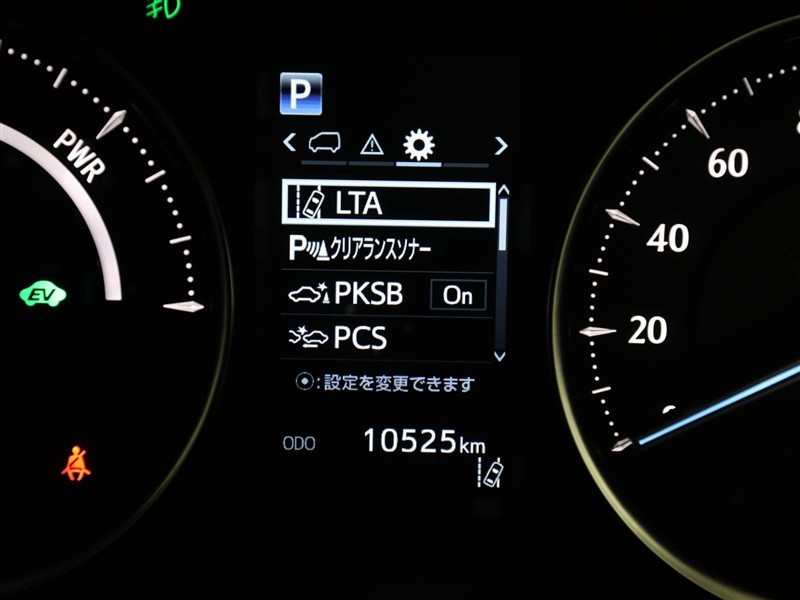 P
PWR
LTA
Pクリアランスソナー
PKSB On
PCS
:設定を変更できます
ODO 10525km
EV
60
40
20